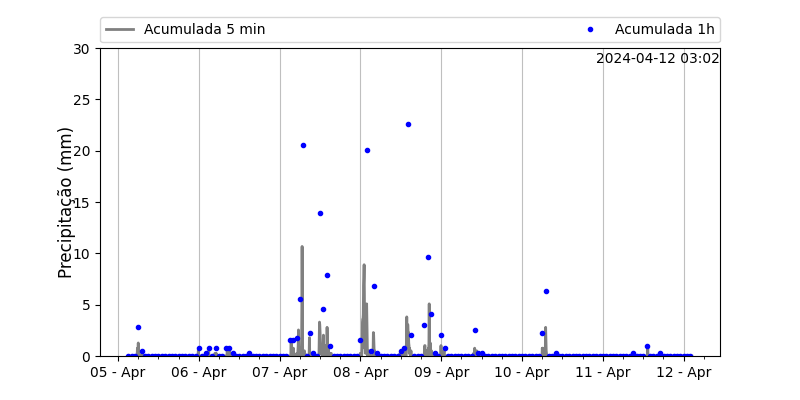 Acumulada 5 min
Acumulada 1h
2024-04-12 03:02
Precipitação (mm)
30
25
20
15
10
5
0
05 - Apr
06 - Apr
07 - Apr
08 - Apr
09 - Apr
10 - Apr
11 - Apr
12 - Apr